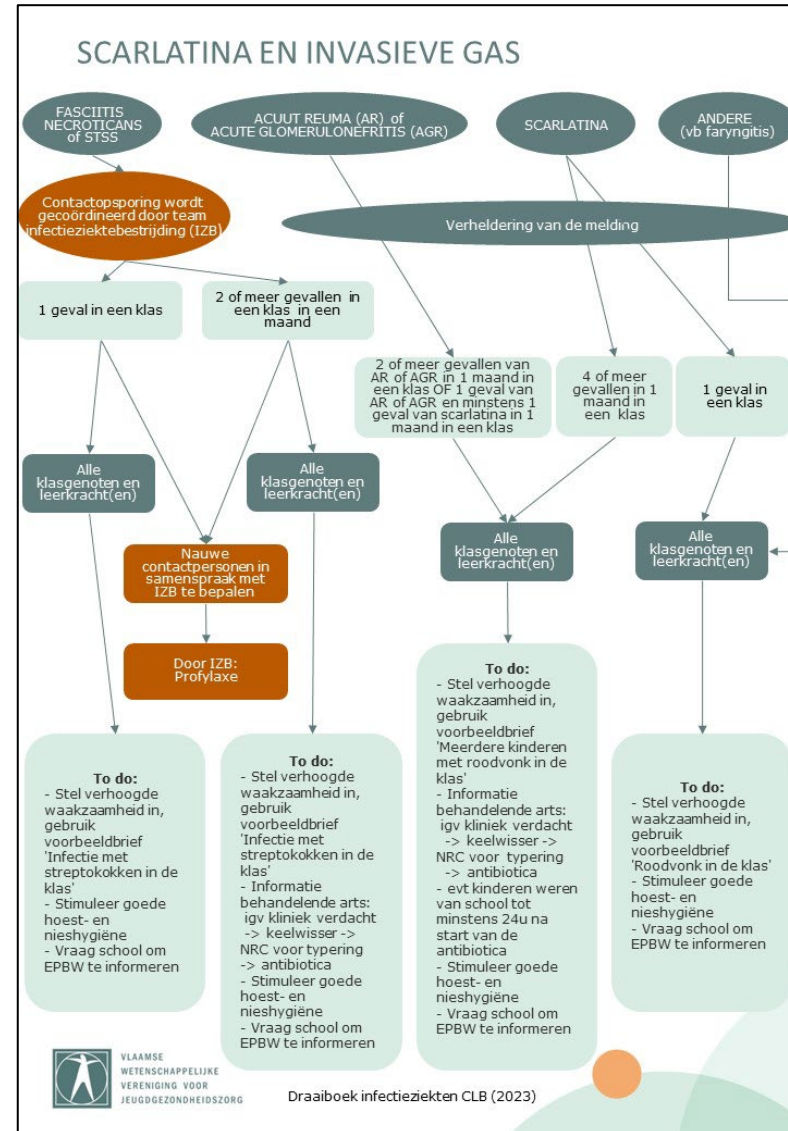 SCARLATINA EN INVASIEVE GAS
FASCIITIS
NECROTICANS
of STSS
ACUUT REUMA (AR) of
ACUTE GLOMERULONEFRITIS (AGR)
SCARLATINA
ANDERE
(vb faryngitis)
Contactopsporing wordt
gecoördineerd door team
infectieziektebestrijding (IZB)
Verheldering van de melding
1 geval in een klas
2 of meer gevallen in
een klas in een
maand
2 of meer gevallen van
AR of AGR in 1 maand in
een klas OF 1 geval van
AR of AGR en minstens 1
geval van scarlatina in 1
maand in een klas
4 of meer
gevallen in 1
maand in
een klas
1 geval in
een klas
Alle
klasgenoten en
leerkracht(en)
Alle
klasgenoten en
leerkracht(en)
Nauwe
contactpersonen in
samenspraak met
IZB te bepalen
Alle
klasgenoten en
leerkracht(en)
Alle
klasgenoten en
leerkracht(en)
Door IZB:
Profylaxe
To do:
- Stel verhoogde
waakzaamheid in,
gebruik
voorbeeldbrief
'Infectie met
streptokokken in de
klas'
- Stimuleer goede
hoest- en
nieshygiëne
- Vraag school om
EPBW te informeren
To do:
- Stel verhoogde
waakzaamheid in,
gebruik
voorbeeldbrief
'Infectie met
streptokokken in de
klas'
- Informatie
behandelende arts:
igv kliniek verdacht
-> keelwisser ->
NRC voor typering
-> antibiotica
- Stimuleer goede
hoest- en
nieshygiëne
- Vraag school om
EPBW te informeren
To do:
- Stel verhoogde
waakzaamheid in,
gebruik
voorbeeldbrief
'Meerdere kinderen
met roodvonk in de
klas'
- Informatie
behandelende arts:
igv kliniek verdacht
-> keelwisser ->
NRC voor typering
-> antibiotica
- evt kinderen weren
van school tot
minstens 24u na
start van de
antibiotica
- Stimuleer goede
hoest- en
nieshygiëne
- Vraag school om
EPBW te informeren
To do:
- Stel verhoogde
waakzaamheid in,
gebruik
voorbeeldbrief
'Roodvonk in de klas'
- Stimuleer goede
hoest- en
nieshygiëne
- Vraag school om
EPBW te informeren
VLAAMSE
WETENSCHAPPELIJKE
VERENIGING VOOR
JEUGDGEZONDHEIDSZORG
Draaiboek infectieziekten CLB (2023)